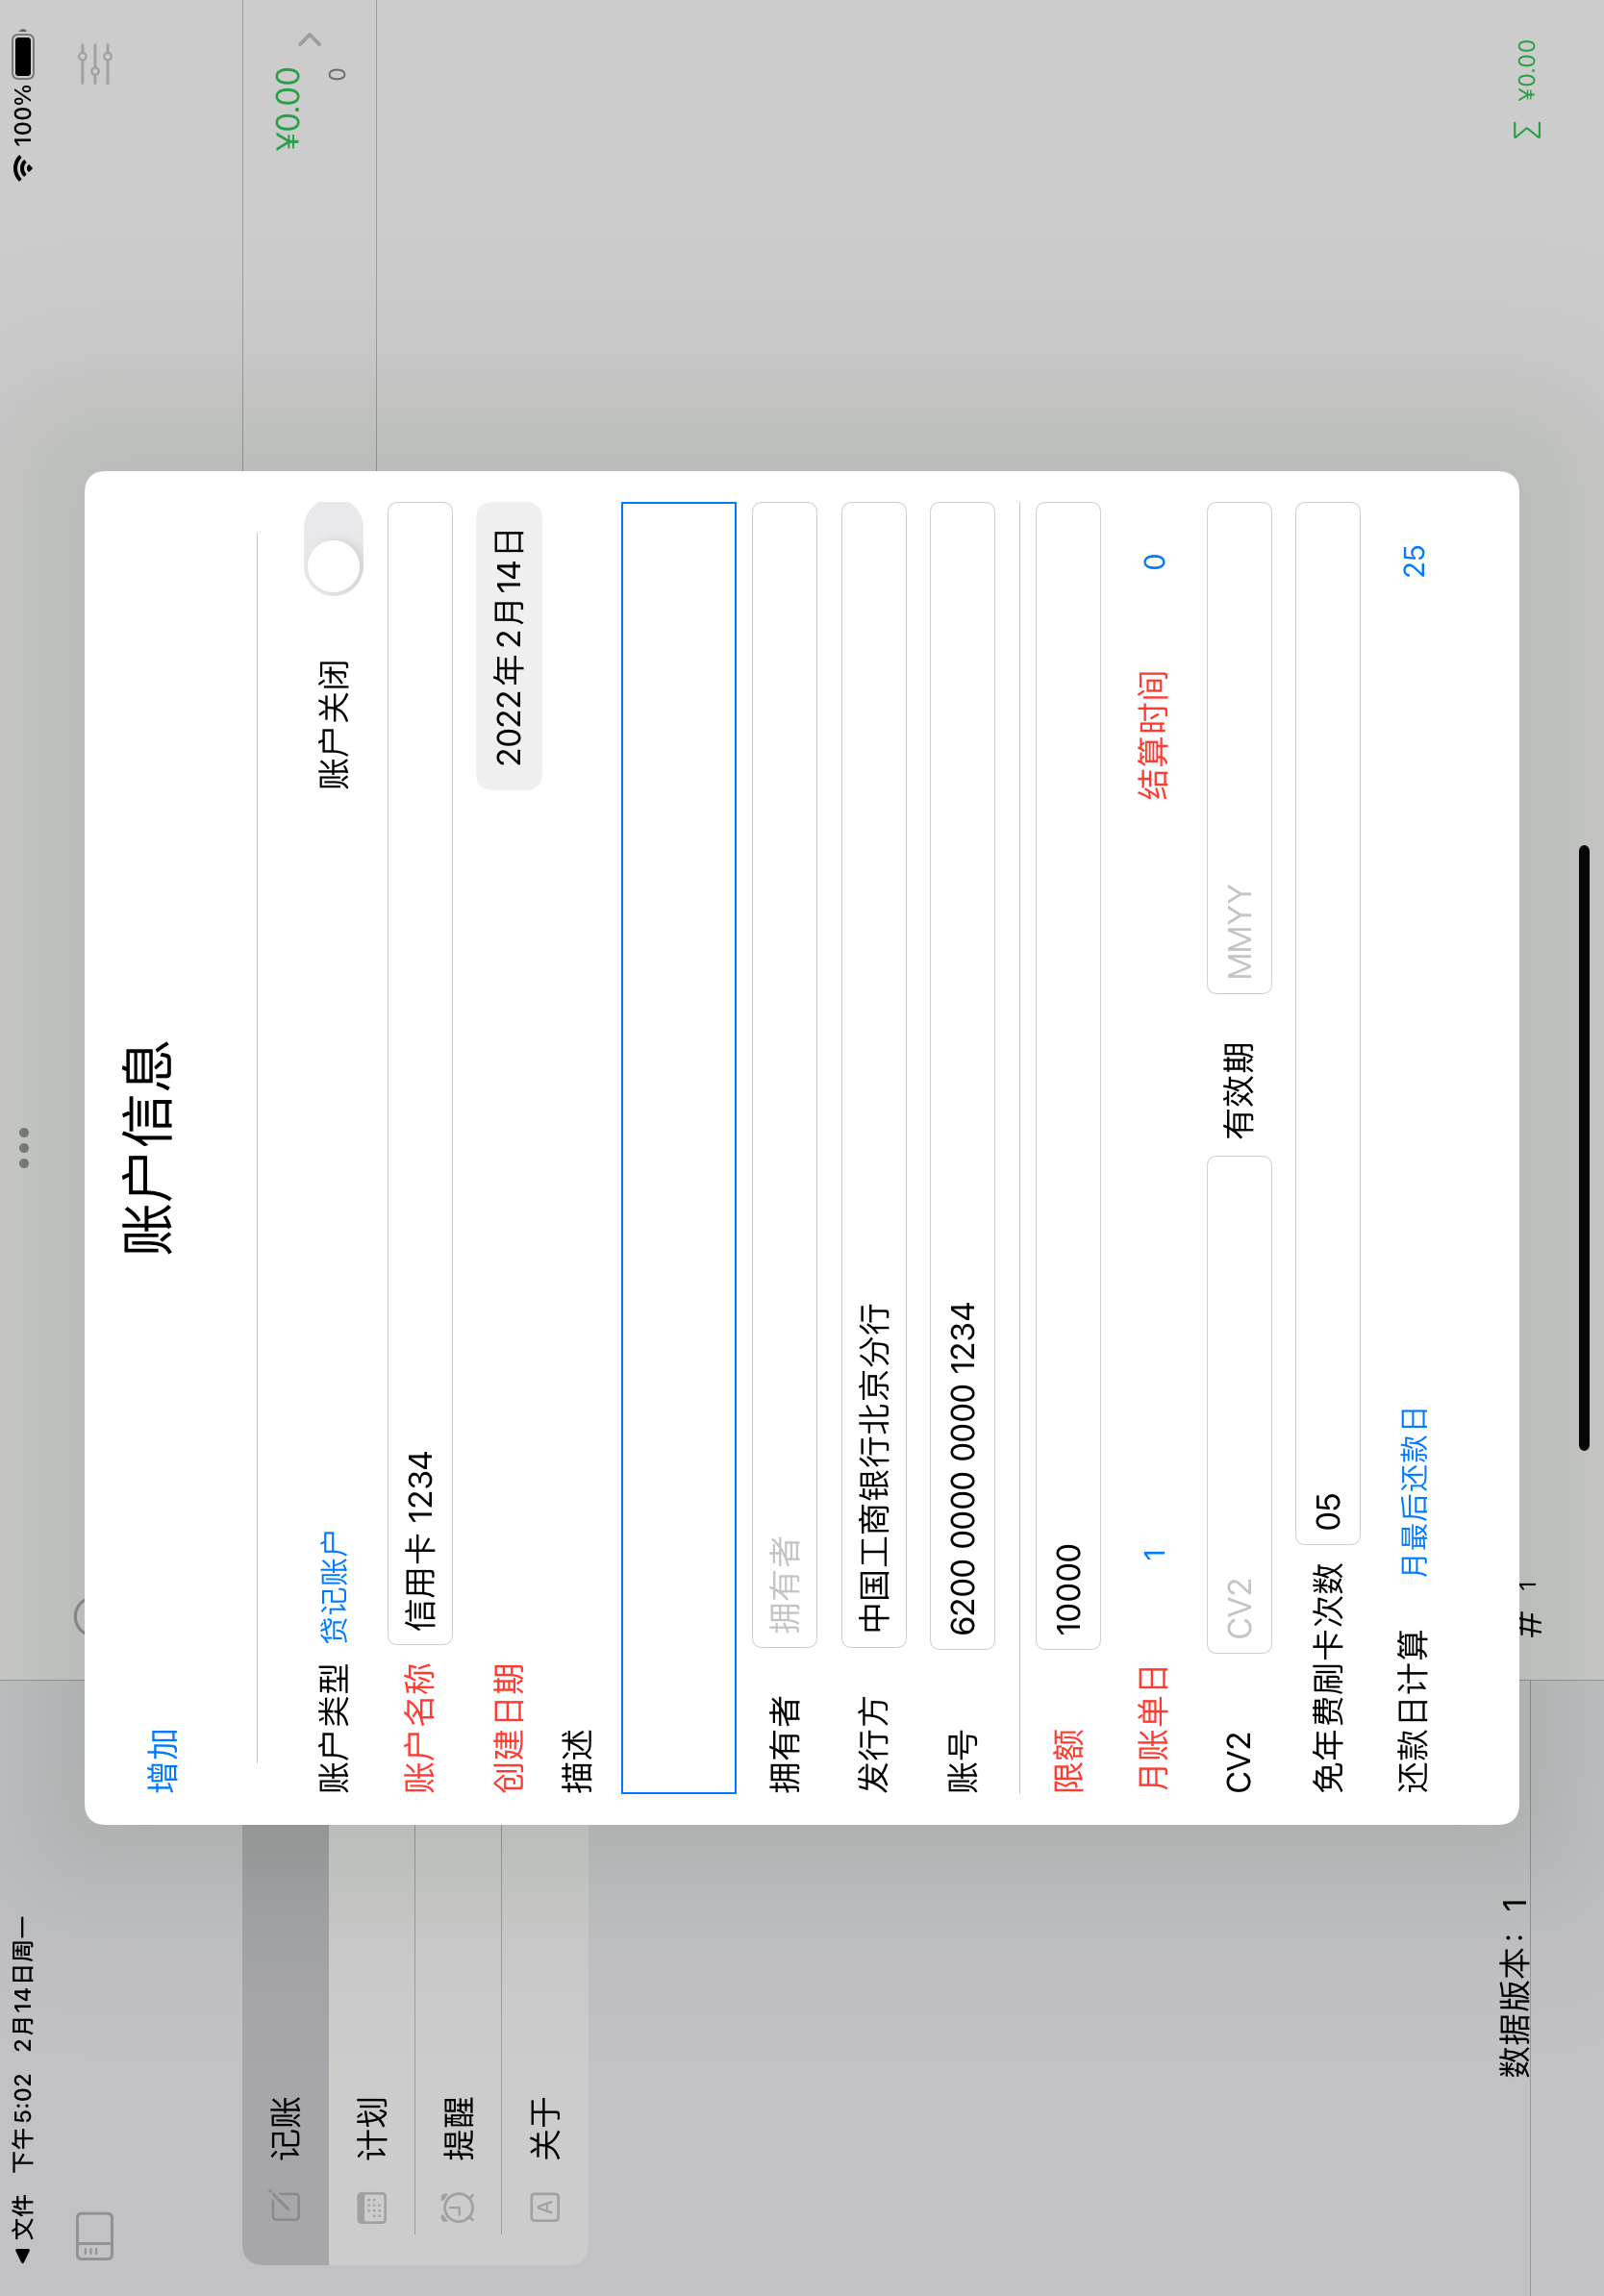 文件 下午5:02 2月14日周一
100%
记账
计划
提醒
关于
数据版本：1
¥0.00
0
# 1
∑ ¥0.00
增加
账户信息
账户类型 贷记账户 账户关闭
账户名称 信用卡 1234
创建日期 2022年2月14日
描述
拥有者 拥有者
发行方 中国工商银行北京分行
账号 6200 0000 0000 0000 1234
限额 10000
月账单日 1 结算时间 0
CV2 CV2 有效期 MMYY
免年费刷卡次数 05
还款日计算 月最后还款日 25